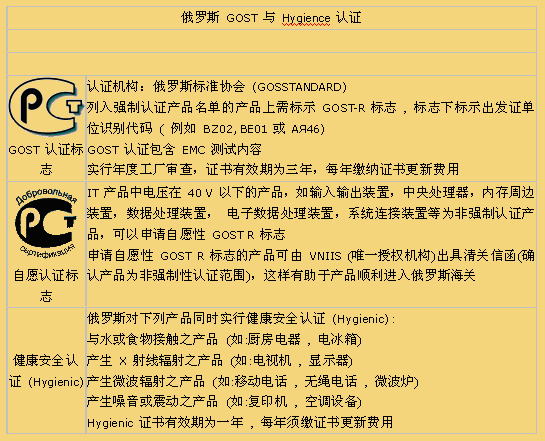 俄罗斯 GOST 与 Hygience 认证
GOST 认证标
志
认证机构：俄罗斯标准协会 (GOSSTANDARD)
列入强制认证产品名单的产品上需标示 GOST-R 标志 , 标志下标示出发证单
位识别代码 ( 例如 BZ02, BE01 或 АЯ46)
GOST 认证包含 EMC 测试内容
实行年度工厂审查，证书有效期为三年，每年缴纳证书更新费用
Добровольная
сертификация
自愿认证标
志
IT 产品中电压在 40 V 以下的产品，如输入输出装置，中央处理器，内存周边
装置，数据处理装置， 电子数据处理装置，系统连接装置等为非强制认证产
品，可以申请自愿性 GOST R 标志
申请自愿性 GOST R 标志的产品可由 VNIIS (唯一授权机构)出具清关信函(确
认产品为非强制性认证范围)，这样有助于产品顺利进入俄罗斯海关
健康安全认
证 (Hygienic)
俄罗斯对下列产品同时实行健康安全认证 (Hygienic) :
与水或食物接触之产品 (如:厨房电器 , 电冰箱)
产生 X 射线辐射之产品 (如:电视机 , 显示器)
产生微波辐射之产品 (如:移动电话 , 无绳电话 , 微波炉)
产生噪音或震动之产品 (如:复印机 , 空调设备)
Hygienic 证书有效期为一年 , 每年须缴证书更新费用